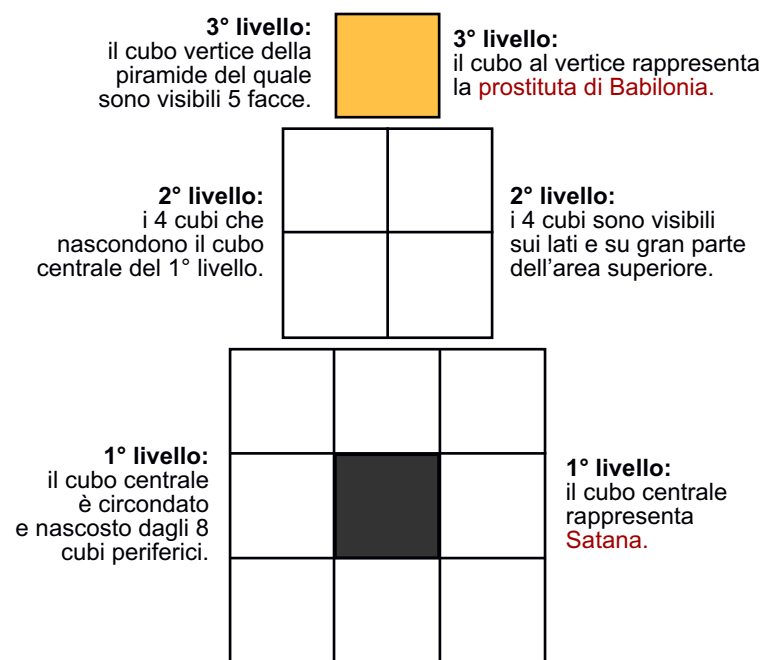 3° livello:
il cubo vertice della
piramide del quale
sono visibili 5 facce.
3° livello:
il cubo al vertice rappresenta
la prostituta di Babilonia.
2° livello:
i 4 cubi che
nascondono il cubo
centrale del 1° livello.
2° livello:
i 4 cubi sono visibili
sui lati e su gran parte
dell'area superiore.
1° livello:
il cubo centrale
è circondato
e nascosto dagli 8
cubi periferici.
1° livello:
il cubo centrale
rappresenta
Satana.